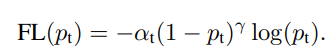 FL(pₜ) = −αₜ(1 − pₜ)ᵞ log(pₜ).